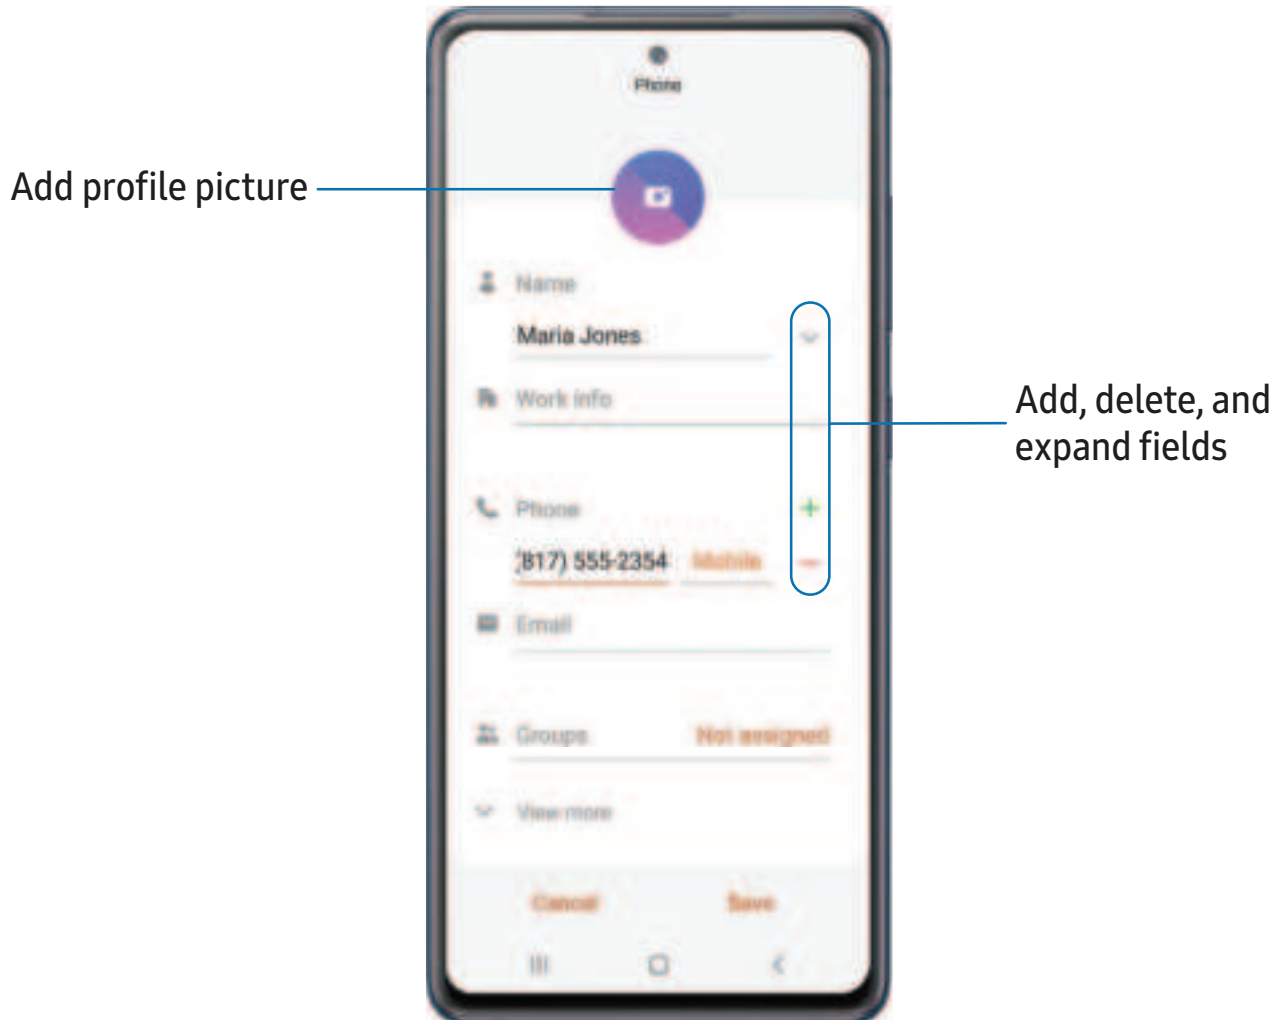 Phone
Add profile picture
Name
Maria Jones
Work info
Add, delete, and
expand fields
Phone
(817) 555-2354 Mobile
Email
Groups Not assigned
View more
Cancel Save